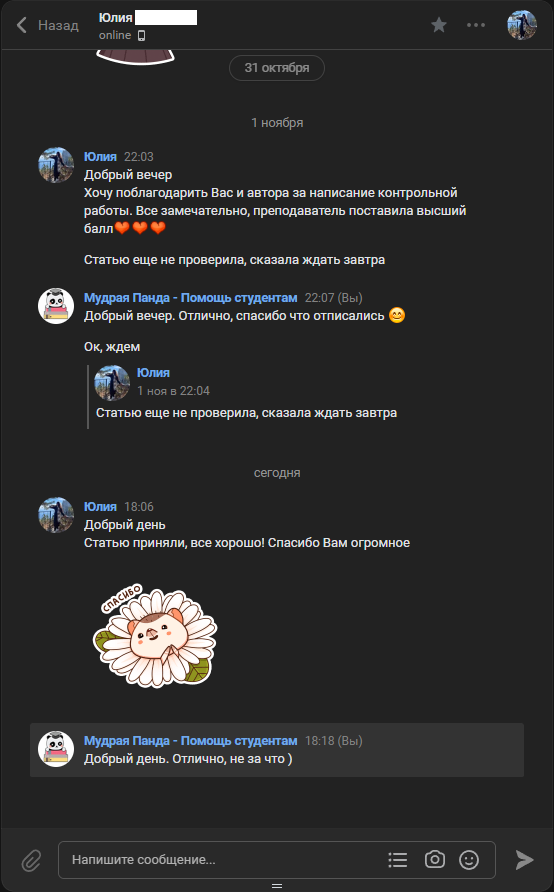 Назад
Юлия
online
31 октября
1 ноября
Юлия 22:03
Добрый вечер
Хочу поблагодарить Вас и автора за написание контрольной
работы. Все замечательно, преподаватель поставила высший
балл❤❤❤
Статью еще не проверила, сказала ждать завтра
Мудрая Панда - Помощь студентам 22:07 (Вы)
Добрый вечер. Отлично, спасибо что отписались 😊
Ок, ждем
Юлия
1 ноя в 22:04
Статью еще не проверила, сказала ждать завтра
сегодня
Юлия 18:06
Добрый день
Статью приняли, все хорошо! Спасибо Вам огромное
СПАСИБО
Мудрая Панда - Помощь студентам 18:18 (Вы)
Добрый день. Отлично, не за что )
Напишите сообщение...